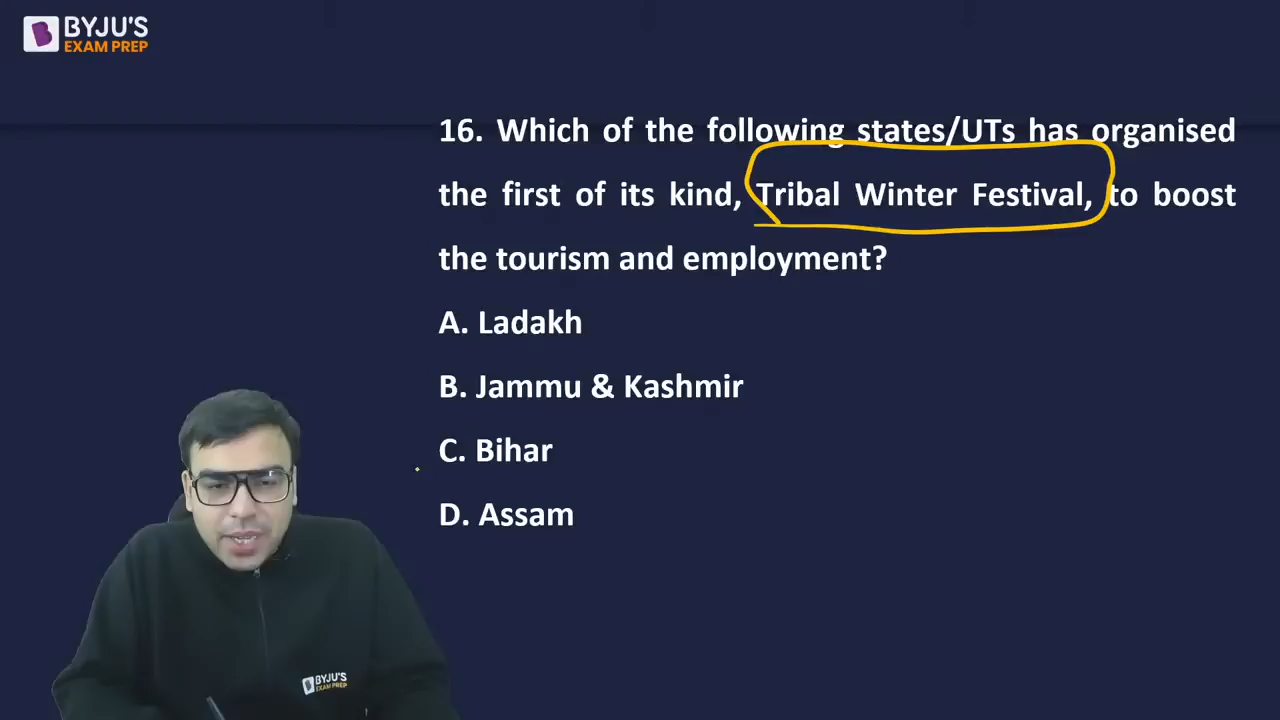 BYJU'S
EXAM PREP
16. Which of the following states/UTs has organised
the first of its kind, Tribal Winter Festival, to boost
the tourism and employment?
A. Ladakh
B. Jammu & Kashmir
C. Bihar
D. Assam
BYJU'S
EXAM PREP